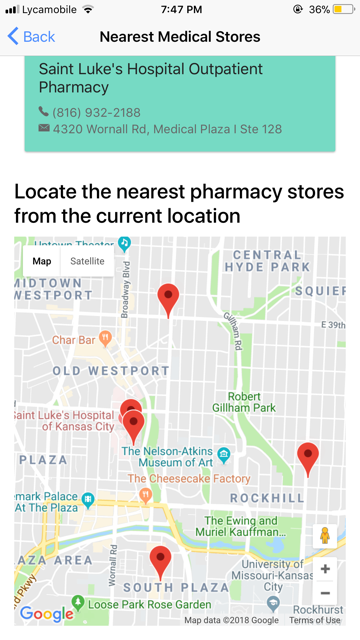 Lycamobile 7:47 PM 36%
Back Nearest Medical Stores
Saint Luke's Hospital Outpatient
Pharmacy
(816) 932-2188
4320 Wornall Rd, Medical Plaza I Ste 128
Locate the nearest pharmacy stores
from the current location
Uptown Theater
Map Satellite
CENTRAL
HYDE PARK
Broadway Blvd
MIDTOWN
WESTPORT
SQUIER
Gillham Rd
E 39th
Char Bar
OLD WESTPORT
Robert
Gillham Park
Saint Luke's Hospital
of Kansas City
The Nelson-Atkins
Museum of Art
PLAZA
The Cheesecake Factory
mark Palace
At The Plaza
ROCKHILL
The Ewing and
Muriel Kauffman...
AZA AREA
Wornall Rd
University of
Missouri-Kansas
City
d Pkwy
SOUTH PLAZA
Loose Park Rose Garden
Rockhurst
Google
Map data ©2018 Google Terms of Use